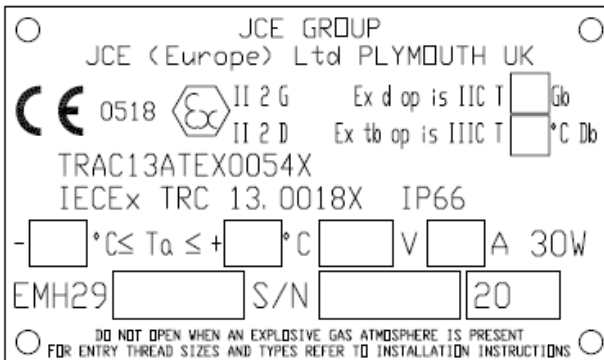 JCE GROUP
JCE (Europe) Ltd PLYMOUTH UK
CE 0518 Ex II 2 G Ex d op is IIC T Gb
II 2 D Ex tb op is IIIC T °C Db
TRAC13ATEX0054X
IECEx TRC 13.0018X IP66
- °C≤ Ta ≤ + °C V A 30W
EMH29 S/N 20
DO NOT OPEN WHEN AN EXPLOSIVE GAS ATMOSPHERE IS PRESENT
FOR ENTRY THREAD SIZES AND TYPES REFER TO INSTALLATION INSTRUCTIONS